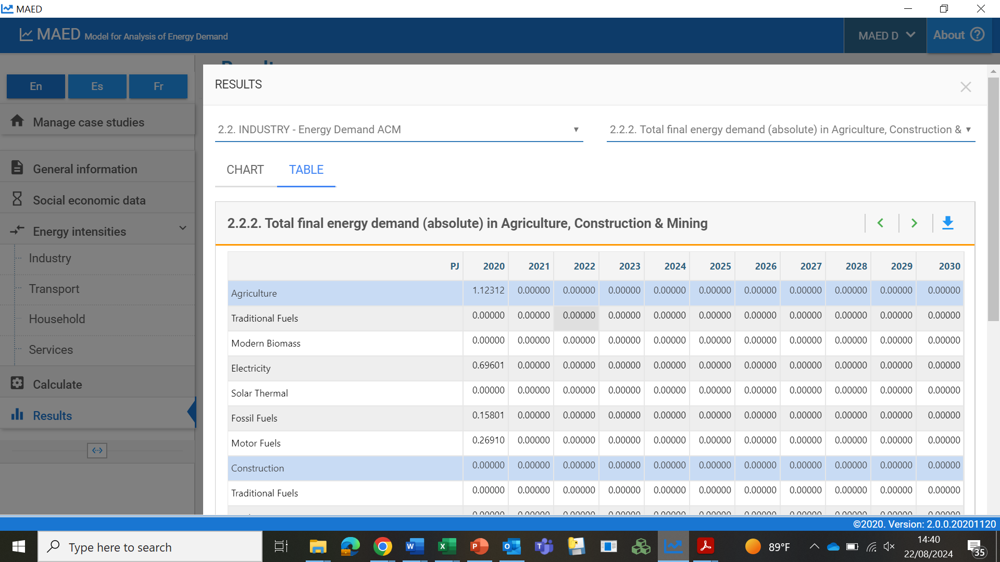 MAED
MAED Model for Analysis of Energy Demand
MAED D
About ?
En Es Fr
Manage case studies
General information
Social economic data
Energy intensities
Industry
Transport
Household
Services
Calculate
Results
RESULTS
2.2. INDUSTRY - Energy Demand ACM
2.2.2. Total final energy demand (absolute) in Agriculture, Construction &
CHART TABLE
2.2.2. Total final energy demand (absolute) in Agriculture, Construction & Mining
PJ 2020 2021 2022 2023 2024 2025 2026 2027 2028 2029 2030
Agriculture 1.12312 0.00000 0.00000 0.00000 0.00000 0.00000 0.00000 0.00000 0.00000 0.00000 0.00000
Traditional Fuels 0.00000 0.00000 0.00000 0.00000 0.00000 0.00000 0.00000 0.00000 0.00000 0.00000 0.00000
Modern Biomass 0.00000 0.00000 0.00000 0.00000 0.00000 0.00000 0.00000 0.00000 0.00000 0.00000 0.00000
Electricity 0.69601 0.00000 0.00000 0.00000 0.00000 0.00000 0.00000 0.00000 0.00000 0.00000 0.00000
Solar Thermal 0.00000 0.00000 0.00000 0.00000 0.00000 0.00000 0.00000 0.00000 0.00000 0.00000 0.00000
Fossil Fuels 0.15801 0.00000 0.00000 0.00000 0.00000 0.00000 0.00000 0.00000 0.00000 0.00000 0.00000
Motor Fuels 0.26910 0.00000 0.00000 0.00000 0.00000 0.00000 0.00000 0.00000 0.00000 0.00000 0.00000
Construction 0.00000 0.00000 0.00000 0.00000 0.00000 0.00000 0.00000 0.00000 0.00000 0.00000 0.00000
Traditional Fuels 0.00000 0.00000 0.00000 0.00000 0.00000 0.00000 0.00000 0.00000 0.00000 0.00000 0.00000
©2020. Version: 2.0.0.20201120
Type here to search
89°F
14:40
22/08/2024
35